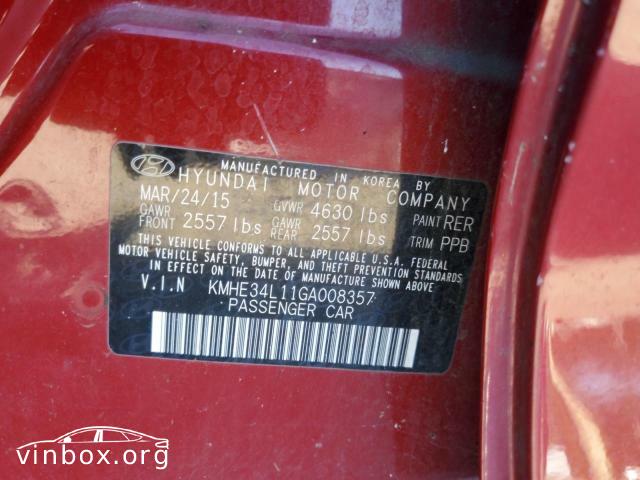 MANUFACTURED IN KOREA BY
HYUNDAI MOTOR COMPANY
MAR/24/15 GVWR 4630 lbs PAINT RER
GAWR FRONT 2557 lbs GAWR REAR 2557 lbs TRIM PPB
THIS VEHICLE CONFORMS TO ALL APPLICABLE U.S.A. FEDERAL
MOTOR VEHICLE SAFETY, BUMPER, AND THEFT PREVENTION STANDARDS
IN EFFECT ON THE DATE OF MANUFACTURE SHOWN ABOVE.
V.I.N KMHE34L11GA008357
PASSENGER CAR
vinbox.org